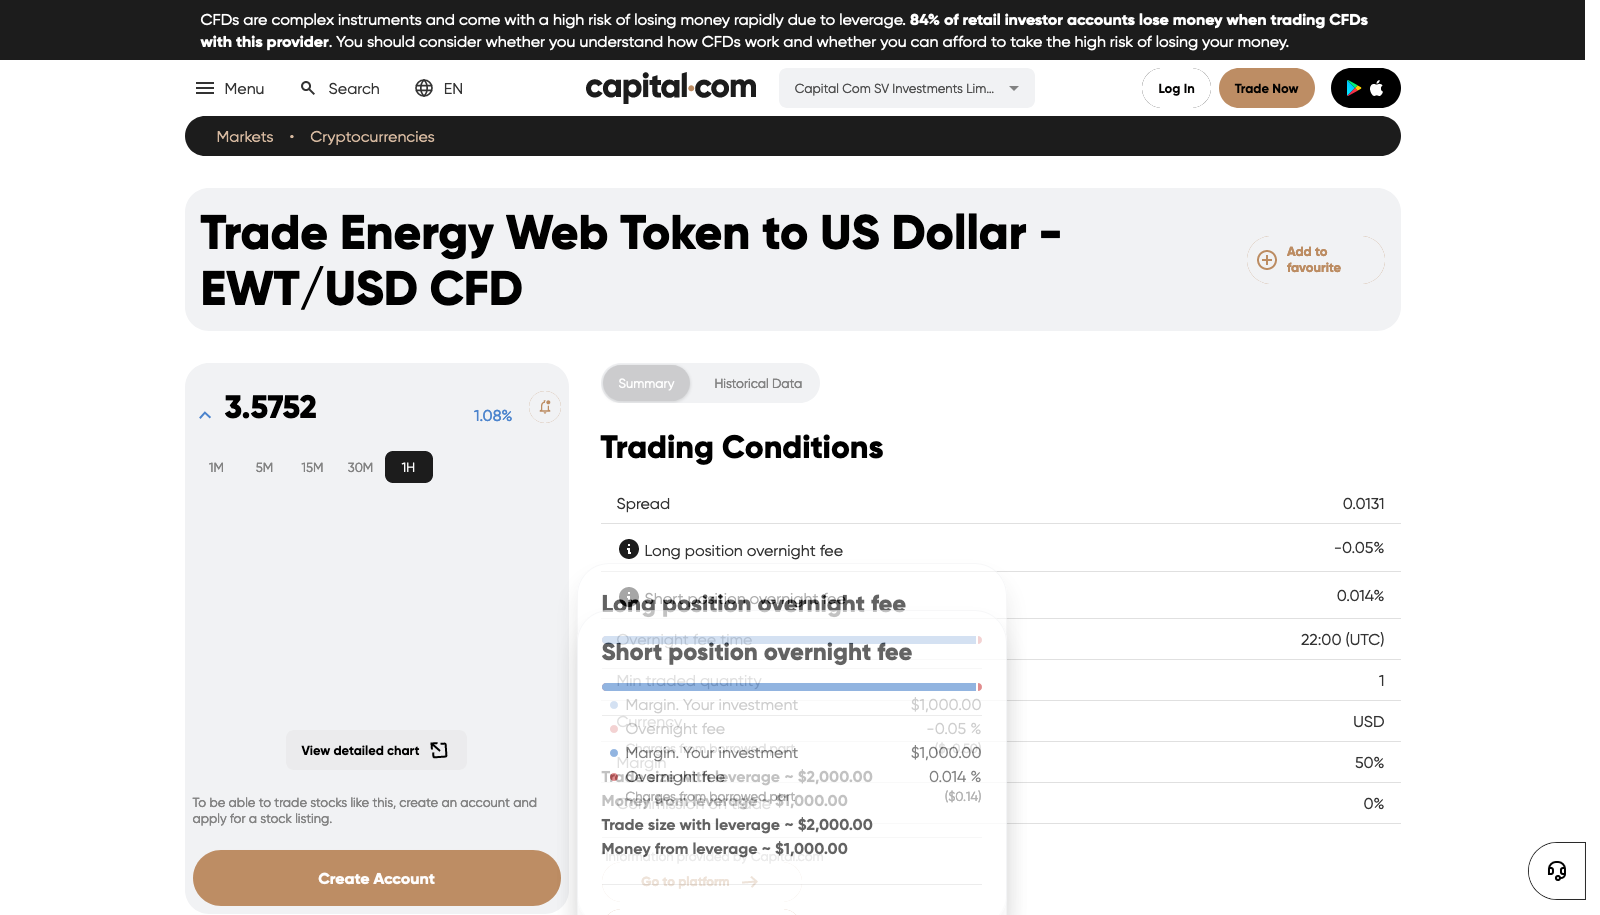 CFDs are complex instruments and come with a high risk of losing money rapidly due to leverage. 84% of retail investor accounts lose money when trading CFDs
with this provider. You should consider whether you understand how CFDs work and whether you can afford to take the high risk of losing your money.
Menu
Search
EN
capital.com
Capital Com SV Investments Lim...
Log In
Trade Now
Markets • Cryptocurrencies
Trade Energy Web Token to US Dollar -
EWT/USD CFD
Add to
favourite
3.5752
1.08%
1M 5M 15M 30M 1H
View detailed chart
To be able to trade stocks like this, create an account and
apply for a stock listing.
Create Account
Summary
Historical Data
Trading Conditions
Spread 0.0131
Long position overnight fee -0.05%
Short position overnight fee 0.014%
Overnight fee time 22:00 (UTC)
Min traded quantity 1
Currency USD
Margin 50%
Commission on trade 0%
Information provided by Capital.com
Long position overnight fee
Margin. Your investment $1,000.00
Overnight fee -0.05 %
Charges from borrowed part
Trade size with leverage ~ $2,000.00
Money from leverage ~ $1,000.00
Go to platform
Short position overnight fee
Margin. Your investment $1,000.00
Overnight fee 0.014 %
Charges from borrowed part ($0.14)
Trade size with leverage ~ $2,000.00
Money from leverage ~ $1,000.00